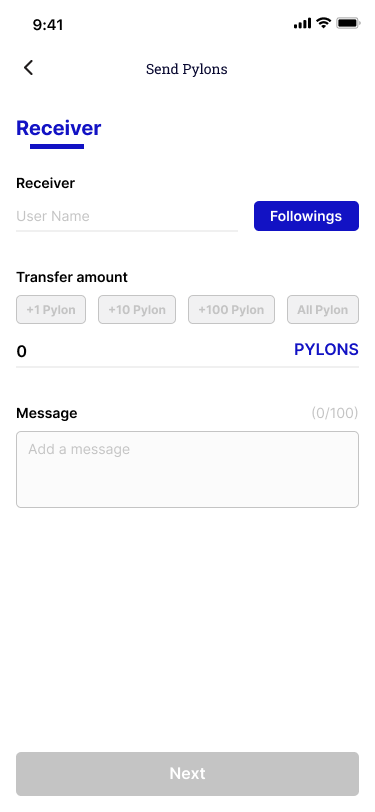 9:41
Send Pylons
Receiver
Receiver
User Name
Followings
Transfer amount
+1 Pylon +10 Pylon +100 Pylon All Pylon
0 PYLONS
Message (0/100)
Add a message
Next